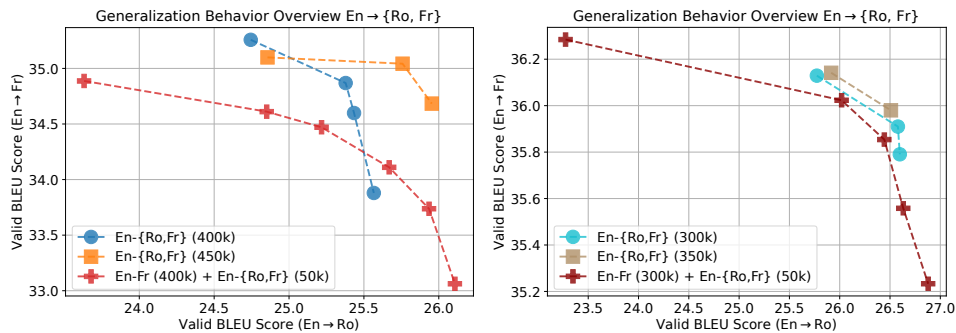 Generalization Behavior Overview En→{Ro, Fr}
Valid BLEU Score (En→Fr)
35.0
34.5
34.0
33.5
33.0
En-{Ro,Fr} (400k)
En-{Ro,Fr} (450k)
En-Fr (400k) + En-{Ro,Fr} (50k)
24.0 24.5 25.0 25.5 26.0
Valid BLEU Score (En→Ro)
Generalization Behavior Overview En→{Ro, Fr}
Valid BLEU Score (En→Fr)
36.2
36.0
35.8
35.6
35.4
35.2
En-{Ro,Fr} (300k)
En-{Ro,Fr} (350k)
En-Fr (300k) + En-{Ro,Fr} (50k)
23.5 24.0 24.5 25.0 25.5 26.0 26.5 27.0
Valid BLEU Score (En→Ro)